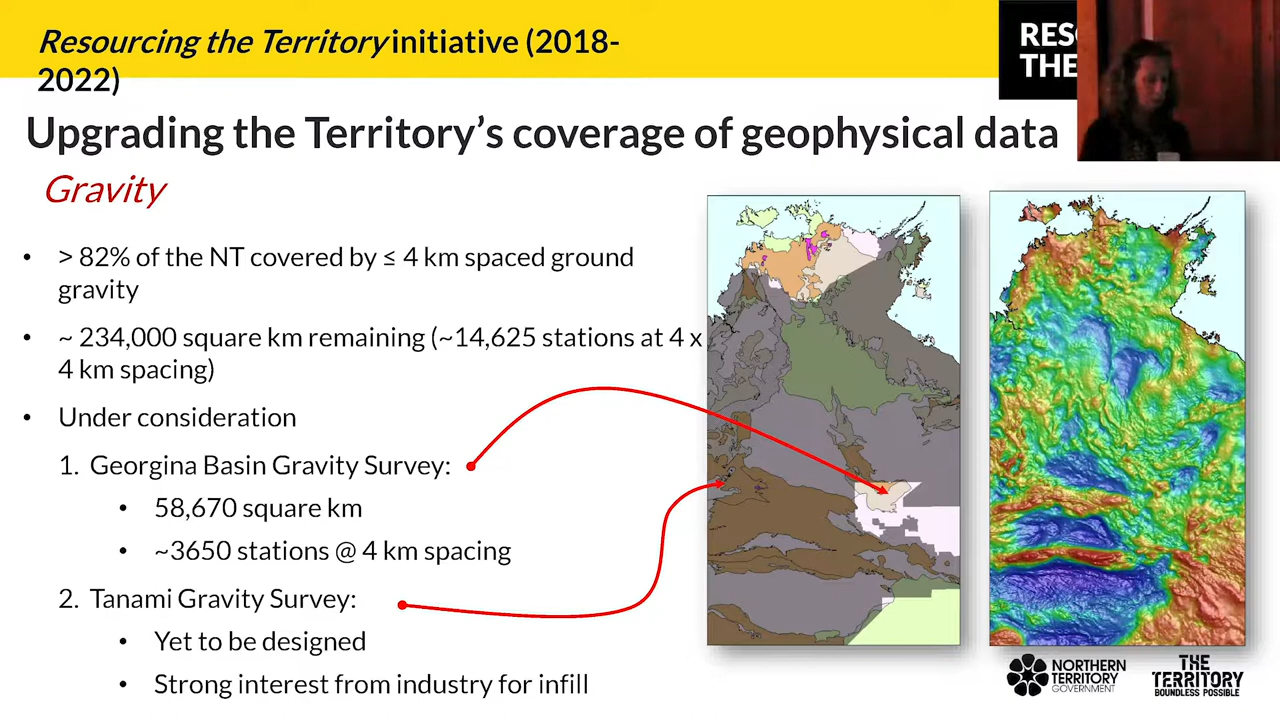 Resourcing the Territory initiative (2018-
2022)
RES
THE
Upgrading the Territory's coverage of geophysical data
Gravity
• > 82% of the NT covered by ≤ 4 km spaced ground
gravity
• ~ 234,000 square km remaining (~14,625 stations at 4 x
4 km spacing)
• Under consideration
1. Georgina Basin Gravity Survey:
• 58,670 square km
• ~3650 stations @ 4 km spacing
2. Tanami Gravity Survey:
• Yet to be designed
• Strong interest from industry for infill
NORTHERN
TERRITORY
GOVERNMENT
THE
TERRITORY
BOUNDLESS POSSIBLE